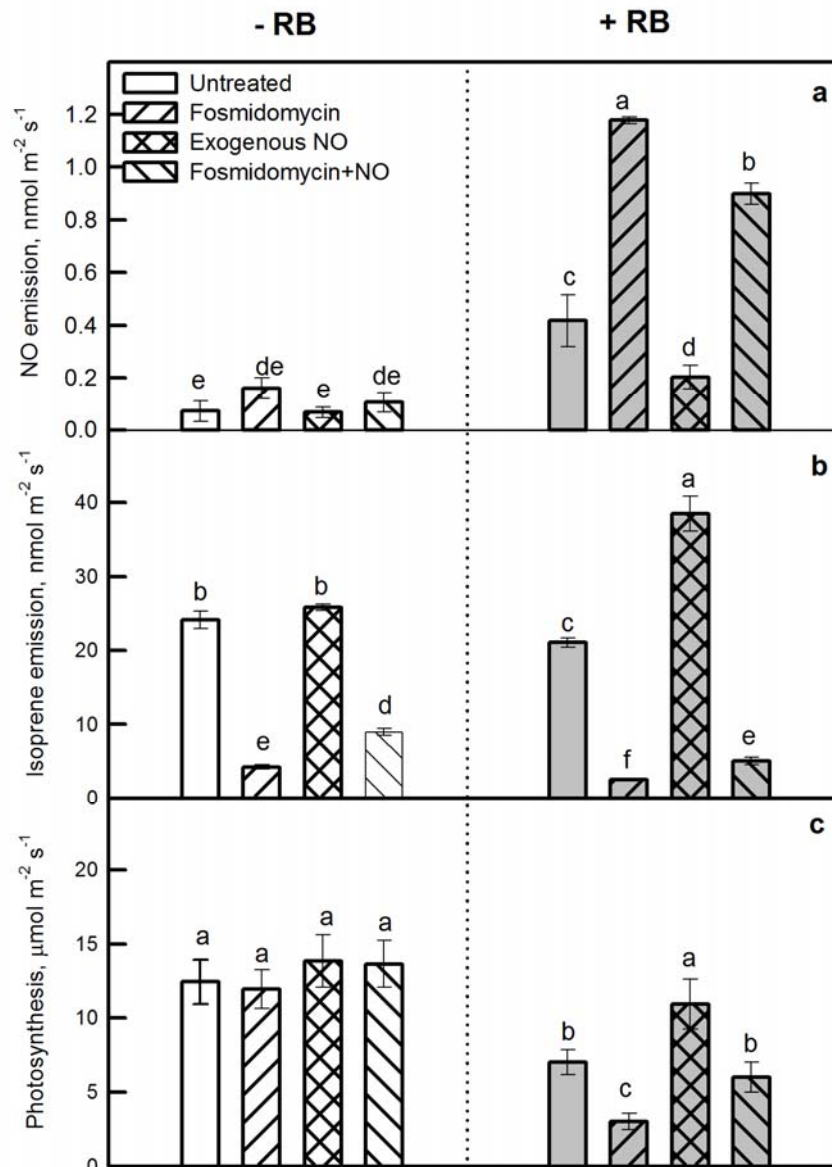 - RB + RB
a
Untreated
Fosmidomycin
Exogenous NO
Fosmidomycin+NO
NO emission, nmol m⁻² s⁻¹
1.2
1.0
0.8
0.6
0.4
0.2
0.0
e de e de c a d b
b
Isoprene emission, nmol m⁻² s⁻¹
40
30
20
10
0
b e b d c f a e
c
Photosynthesis, µmol m⁻² s⁻¹
20
15
10
5
0
a a a a b c a b